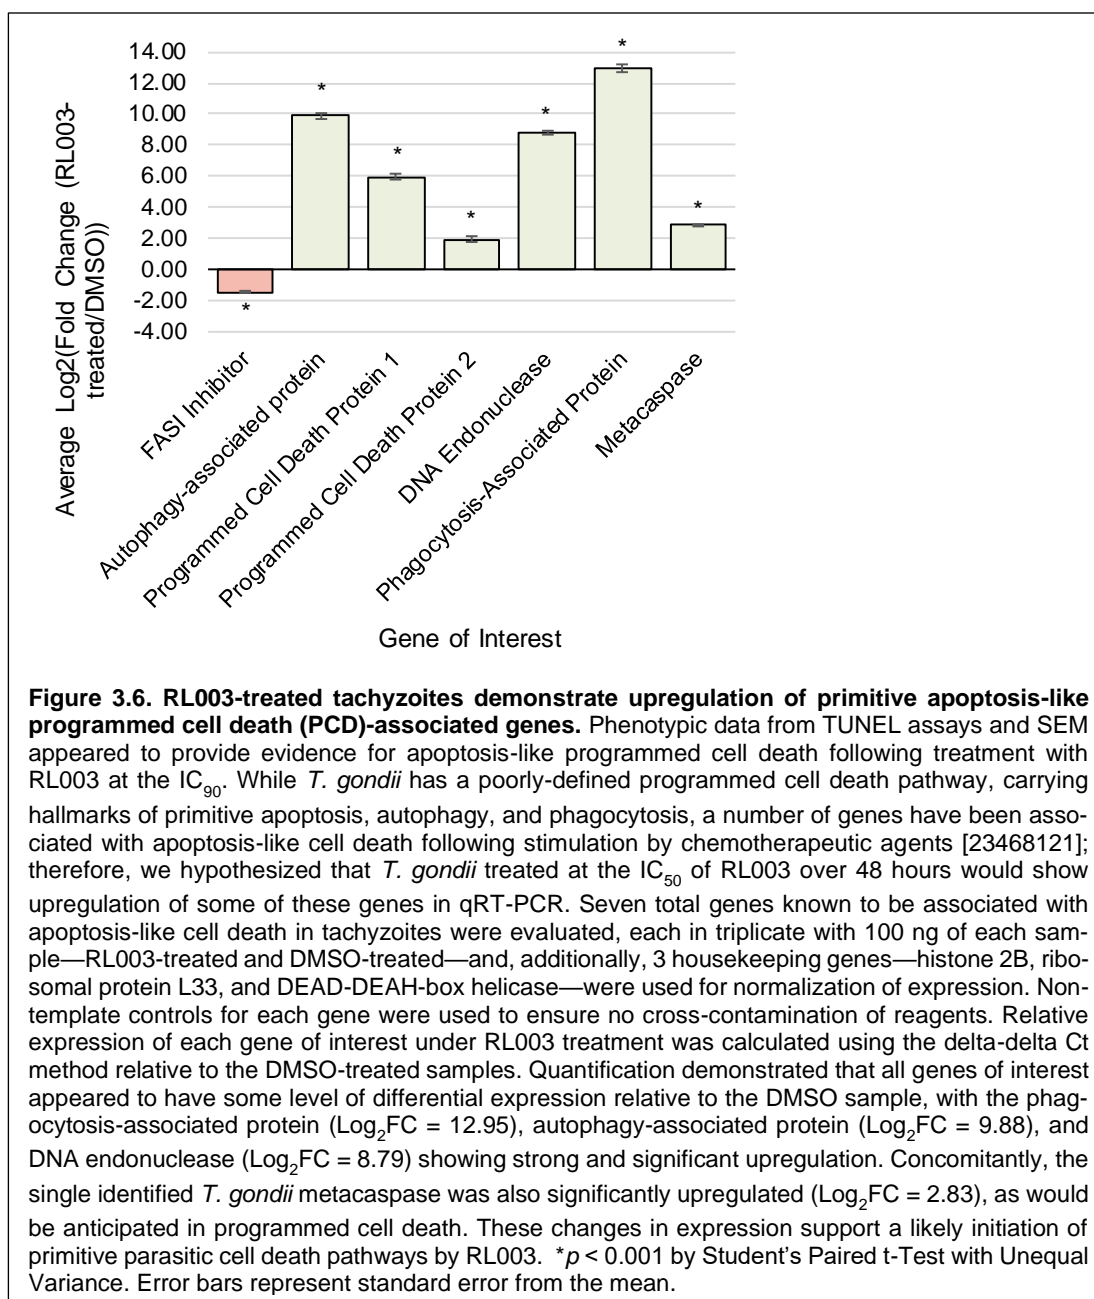 14.00
12.00
10.00
8.00
6.00
4.00
2.00
0.00
-2.00
-4.00
*
*
*
*
*
*
*
Average Log2(Fold Change (RL003-
treated/DMSO))
FASI Inhibitor
Autophagy-associated protein
Programmed Cell Death Protein 1
Programmed Cell Death Protein 2
DNA Endonuclease
Phagocytosis-Associated Protein
Metacaspase
Gene of Interest
Figure 3.6. RL003-treated tachyzoites demonstrate upregulation of primitive apoptosis-like
programmed cell death (PCD)-associated genes. Phenotypic data from TUNEL assays and SEM
appeared to provide evidence for apoptosis-like programmed cell death following treatment with
RL003 at the IC90. While T. gondii has a poorly-defined programmed cell death pathway, carrying
hallmarks of primitive apoptosis, autophagy, and phagocytosis, a number of genes have been asso-
ciated with apoptosis-like cell death following stimulation by chemotherapeutic agents [23468121];
therefore, we hypothesized that T. gondii treated at the IC50 of RL003 over 48 hours would show
upregulation of some of these genes in qRT-PCR. Seven total genes known to be associated with
apoptosis-like cell death in tachyzoites were evaluated, each in triplicate with 100 ng of each sam-
ple—RL003-treated and DMSO-treated—and, additionally, 3 housekeeping genes—histone 2B, ribo-
somal protein L33, and DEAD-DEAH-box helicase—were used for normalization of expression. Non-
template controls for each gene were used to ensure no cross-contamination of reagents. Relative
expression of each gene of interest under RL003 treatment was calculated using the delta-delta Ct
method relative to the DMSO-treated samples. Quantification demonstrated that all genes of interest
appeared to have some level of differential expression relative to the DMSO sample, with the phag-
ocytosis-associated protein (Log2FC = 12.95), autophagy-associated protein (Log2FC = 9.88), and
DNA endonuclease (Log2FC = 8.79) showing strong and significant upregulation. Concomitantly, the
single identified T. gondii metacaspase was also significantly upregulated (Log2FC = 2.83), as would
be anticipated in programmed cell death. These changes in expression support a likely initiation of
primitive parasitic cell death pathways by RL003. *p < 0.001 by Student's Paired t-Test with Unequal
Variance. Error bars represent standard error from the mean.